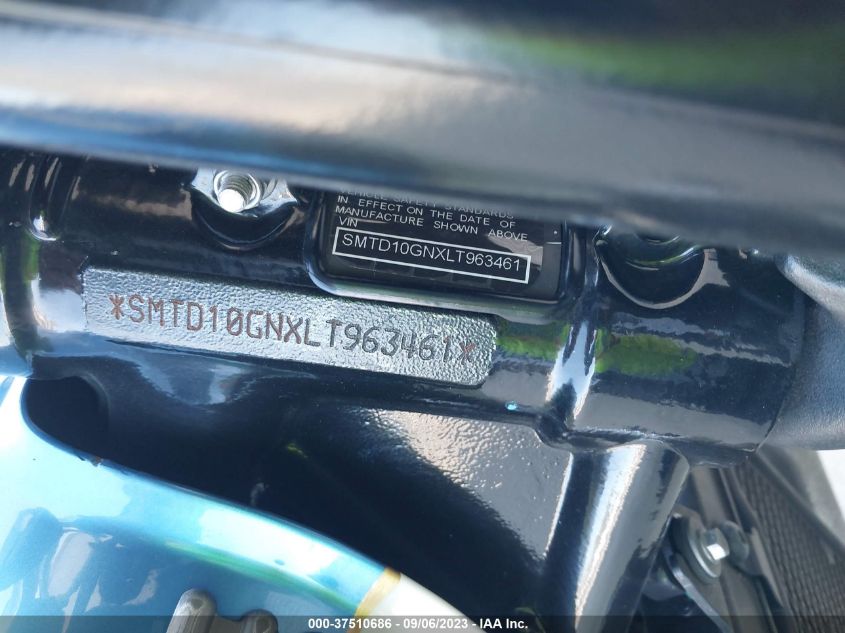 VEHICLE SAFETY STANDARDS
IN EFFECT ON THE DATE OF
MANUFACTURE SHOWN ABOVE
VIN
SMTD10GNXLT963461
*SMTD10GNXLT963461*
000-37510686 - 09/06/2023 - IAA Inc.